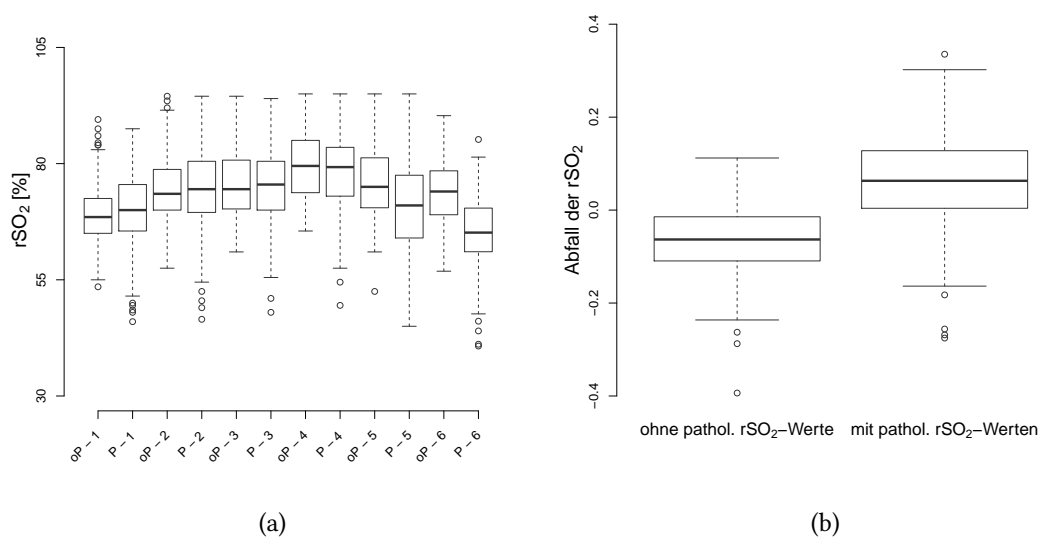 rSO₂ [%]
105
80
55
30
oP − 1
P − 1
oP − 2
P − 2
oP − 3
P − 3
oP − 4
P − 4
oP − 5
P − 5
oP − 6
P − 6
(a)
Abfall der rSO₂
0.4
0.2
0.0
−0.2
−0.4
ohne pathol. rSO₂−Werte
mit pathol. rSO₂−Werten
(b)